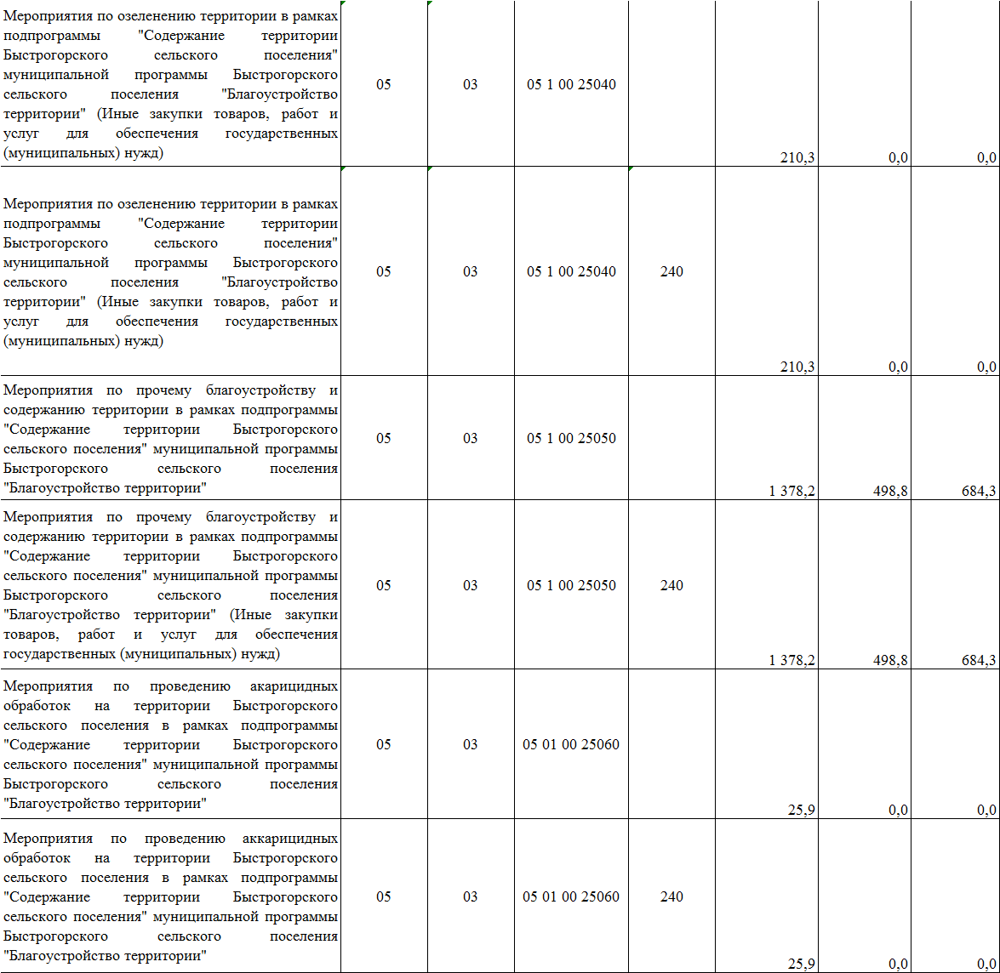 Мероприятия по озеленению территории в рамках
подпрограммы "Содержание территории
Быстрогорского сельского поселения"
муниципальной программы Быстрогорского
сельского поселения "Благоустройство
территории" (Иные закупки товаров, работ и
услуг для обеспечения государственных
(муниципальных) нужд)
05 03 05 1 00 25040
210,3 0,0 0,0
Мероприятия по озеленению территории в рамках
подпрограммы "Содержание территории
Быстрогорского сельского поселения"
муниципальной программы Быстрогорского
сельского поселения "Благоустройство
территории" (Иные закупки товаров, работ и
услуг для обеспечения государственных
(муниципальных) нужд)
05 03 05 1 00 25040 240
210,3 0,0 0,0
Мероприятия по прочему благоустройству и
содержанию территории в рамках подпрограммы
"Содержание территории Быстрогорского
сельского поселения" муниципальной программы
Быстрогорского сельского поселения
"Благоустройство территории"
05 03 05 1 00 25050
1 378,2 498,8 684,3
Мероприятия по прочему благоустройству и
содержанию территории в рамках подпрограммы
"Содержание территории Быстрогорского
сельского поселения" муниципальной программы
Быстрогорского сельского поселения
"Благоустройство территории" (Иные закупки
товаров, работ и услуг для обеспечения
государственных (муниципальных) нужд)
05 03 05 1 00 25050 240
1 378,2 498,8 684,3
Мероприятия по проведению акарицидных
обработок на территории Быстрогорского
сельского поселения в рамках подпрограммы
"Содержание территории Быстрогорского
сельского поселения" муниципальной программы
Быстрогорского сельского поселения
"Благоустройство территории"
05 03 05 01 00 25060
25,9 0,0 0,0
Мероприятия по проведению аккарицидных
обработок на территории Быстрогорского
сельского поселения в рамках подпрограммы
"Содержание территории Быстрогорского
сельского поселения" муниципальной программы
Быстрогорского сельского поселения
"Благоустройство территории"
05 03 05 01 00 25060 240
25,9 0,0 0,0